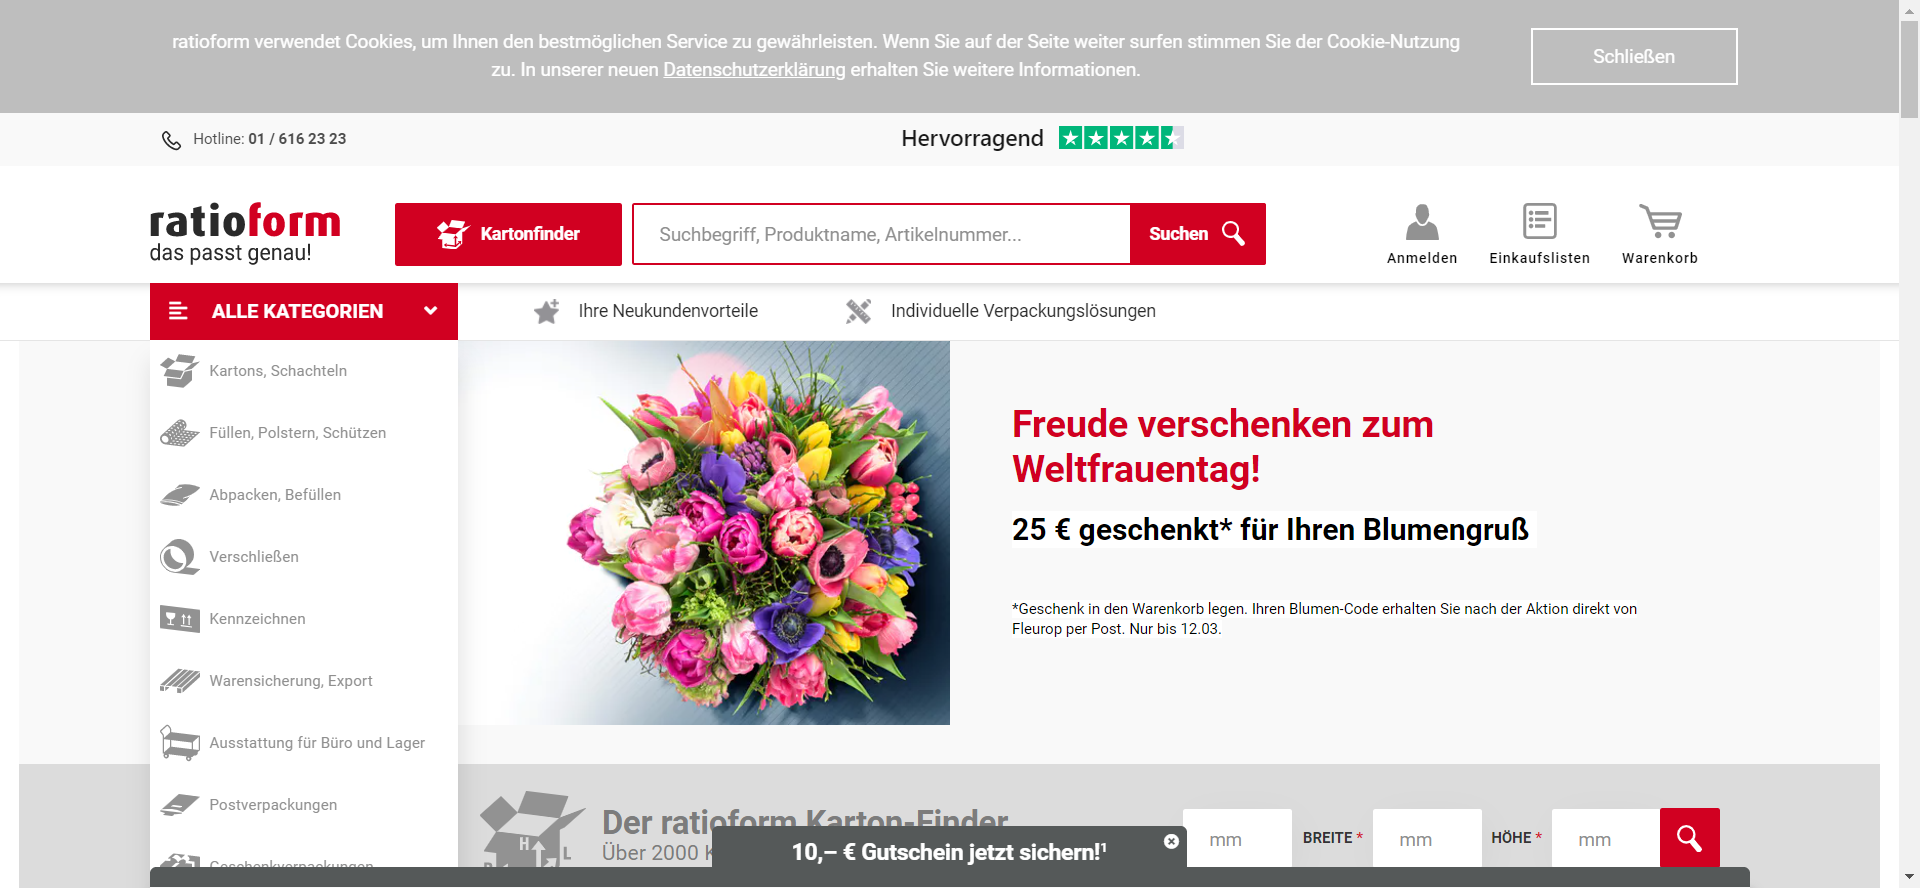 ratioform verwendet Cookies, um Ihnen den bestmöglichen Service zu gewährleisten. Wenn Sie auf der Seite weiter surfen stimmen Sie der Cookie-Nutzung
zu. In unserer neuen Datenschutzerklärung erhalten Sie weitere Informationen.
Schließen
Hotline: 01 / 616 23 23
Hervorragend
ratioform
das passt genau!
Kartonfinder
Suchbegriff, Produktname, Artikelnummer...
Suchen
Anmelden
Einkaufslisten
Warenkorb
ALLE KATEGORIEN
Ihre Neukundenvorteile
Individuelle Verpackungslösungen
Kartons, Schachteln
Füllen, Polstern, Schützen
Abpacken, Befüllen
Verschließen
Kennzeichnen
Warensicherung, Export
Ausstattung für Büro und Lager
Postverpackungen
Geschenkverpackungen
Freude verschenken zum
Weltfrauentag!
25 € geschenkt* für Ihren Blumengruß
*Geschenk in den Warenkorb legen. Ihren Blumen-Code erhalten Sie nach der Aktion direkt von
Fleurop per Post. Nur bis 12.03.
H
B
L
Der ratioform Karton-Finder
Über 2000
mm
BREITE *
mm
HÖHE *
mm
10,– € Gutschein jetzt sichern!¹